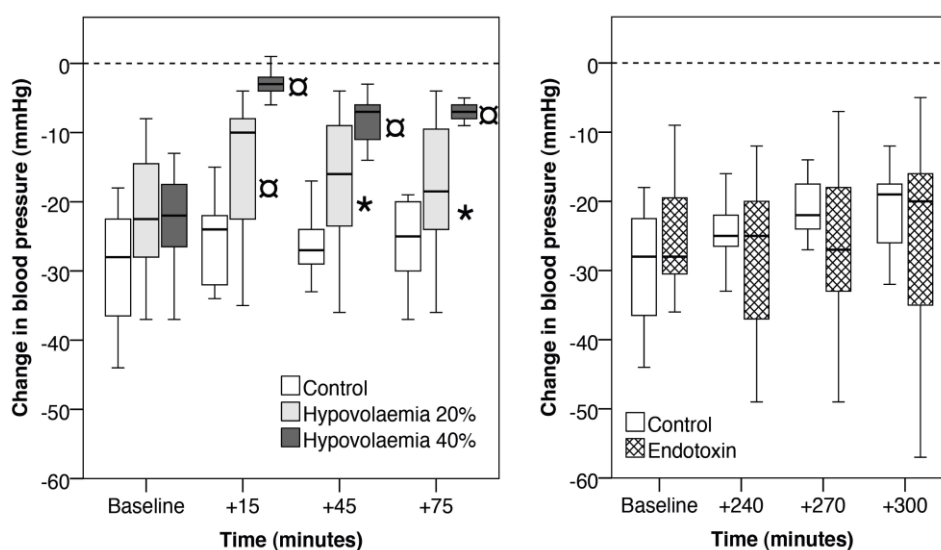 0
-10
-20
-30
-40
-50
-60
Change in blood pressure (mmHg)
¤
¤
¤
¤
*
*
Control
Hypovolaemia 20%
Hypovolaemia 40%
Baseline +15 +45 +75
Time (minutes)
0
-10
-20
-30
-40
-50
-60
Change in blood pressure (mmHg)
Control
Endotoxin
Baseline +240 +270 +300
Time (minutes)